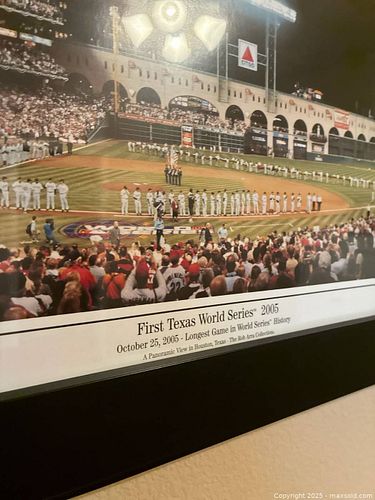 CITGO
First Texas World Series™ 2005
October 25, 2005 - Longest Game in World Series™ History
A Panoramic View in Houston, Texas - The Rob Arra Collection.
Copyright 2025 - maxsold.com